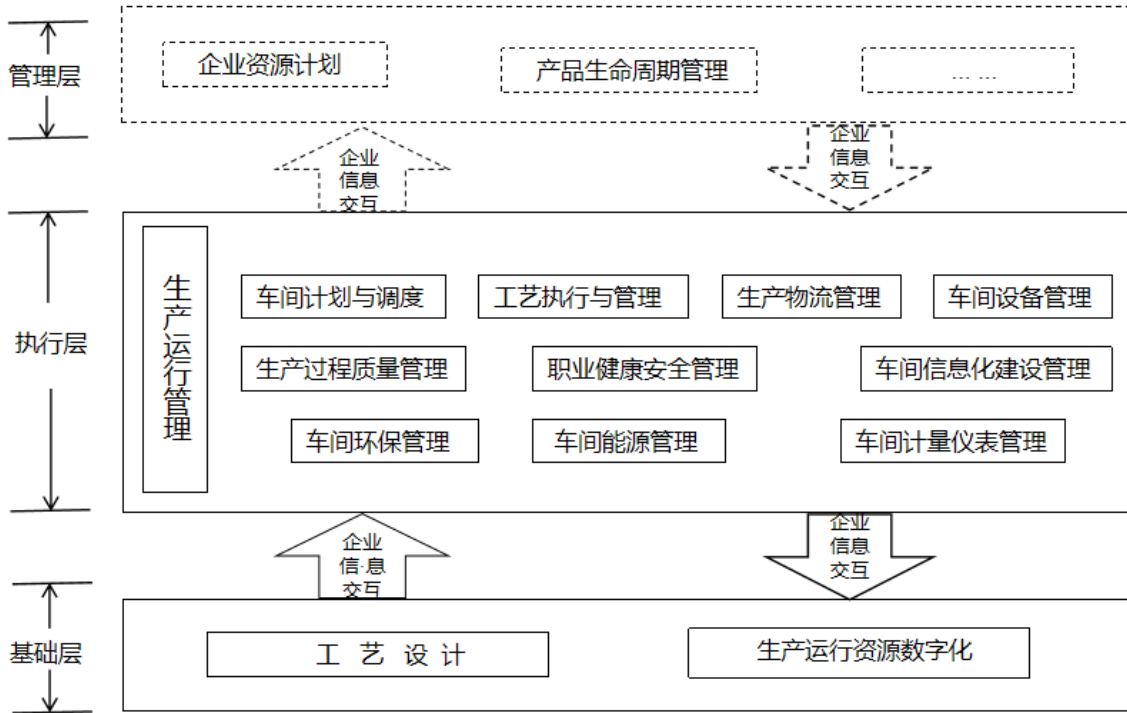 管理层
企业资源计划
产品生命周期管理
... ...
企业
信息
交互
企业
信息
交互
执行层
生产运行管理
车间计划与调度
工艺执行与管理
生产物流管理
车间设备管理
生产过程质量管理
职业健康安全管理
车间信息化建设管理
车间环保管理
车间能源管理
车间计量仪表管理
企业
信·息
交互
企业
信息
交互
基础层
工 艺 设 计
生产运行资源数字化